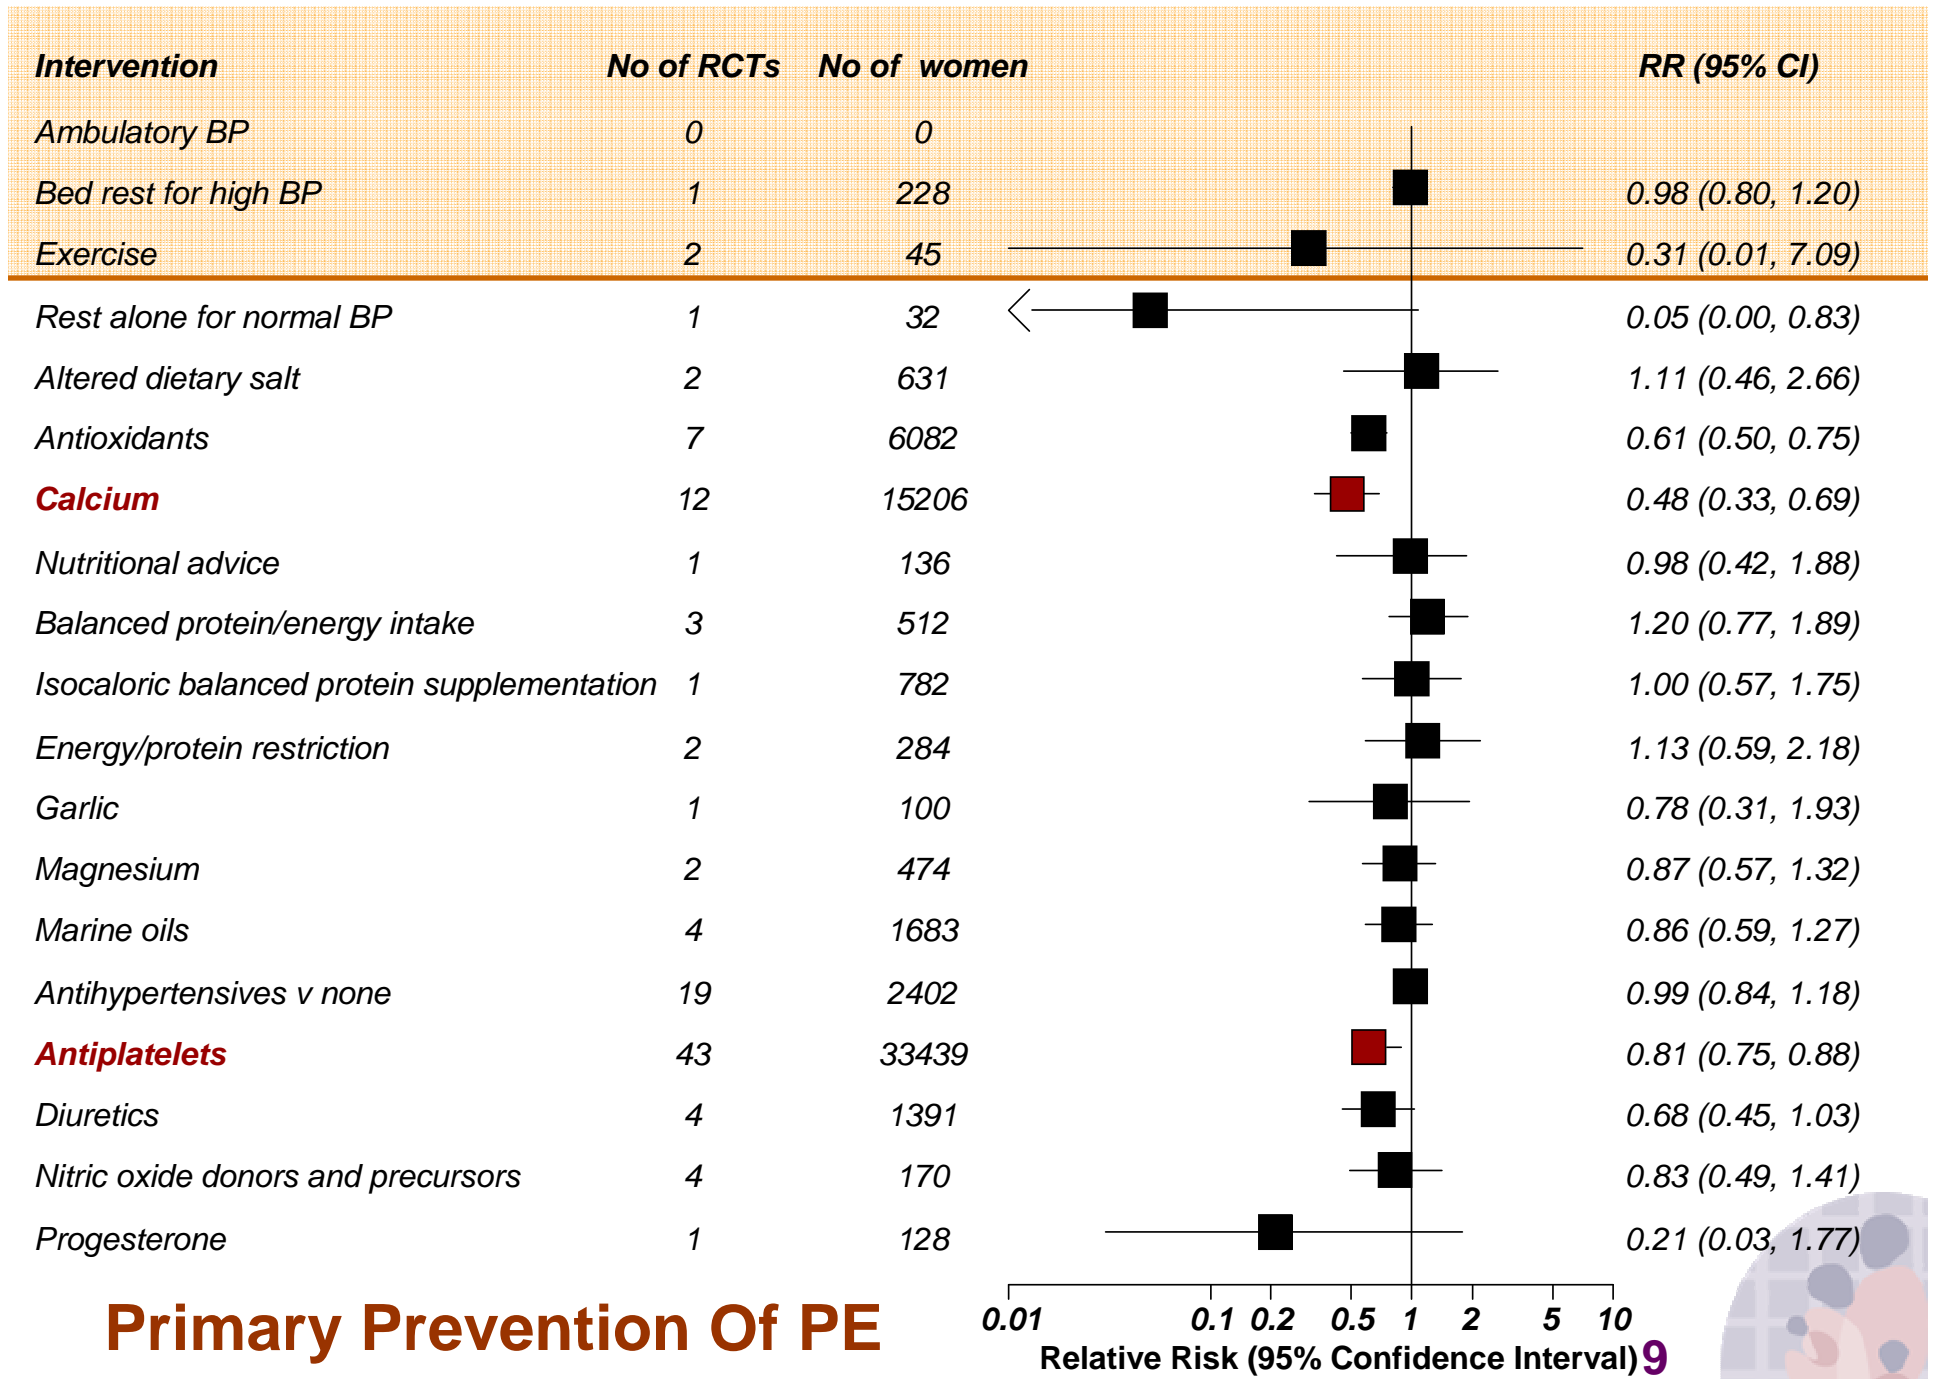 Intervention No of RCTs No of women RR (95% CI)
Ambulatory BP 0 0
Bed rest for high BP 1 228 0.98 (0.80, 1.20)
Exercise 2 45 0.31 (0.01, 7.09)
Rest alone for normal BP 1 32 0.05 (0.00, 0.83)
Altered dietary salt 2 631 1.11 (0.46, 2.66)
Antioxidants 7 6082 0.61 (0.50, 0.75)
Calcium 12 15206 0.48 (0.33, 0.69)
Nutritional advice 1 136 0.98 (0.42, 1.88)
Balanced protein/energy intake 3 512 1.20 (0.77, 1.89)
Isocaloric balanced protein supplementation 1 782 1.00 (0.57, 1.75)
Energy/protein restriction 2 284 1.13 (0.59, 2.18)
Garlic 1 100 0.78 (0.31, 1.93)
Magnesium 2 474 0.87 (0.57, 1.32)
Marine oils 4 1683 0.86 (0.59, 1.27)
Antihypertensives v none 19 2402 0.99 (0.84, 1.18)
Antiplatelets 43 33439 0.81 (0.75, 0.88)
Diuretics 4 1391 0.68 (0.45, 1.03)
Nitric oxide donors and precursors 4 170 0.83 (0.49, 1.41)
Progesterone 1 128 0.21 (0.03, 1.77)
0.01 0.1 0.2 0.5 1 2 5 10
Primary Prevention Of PE
Relative Risk (95% Confidence Interval) 9